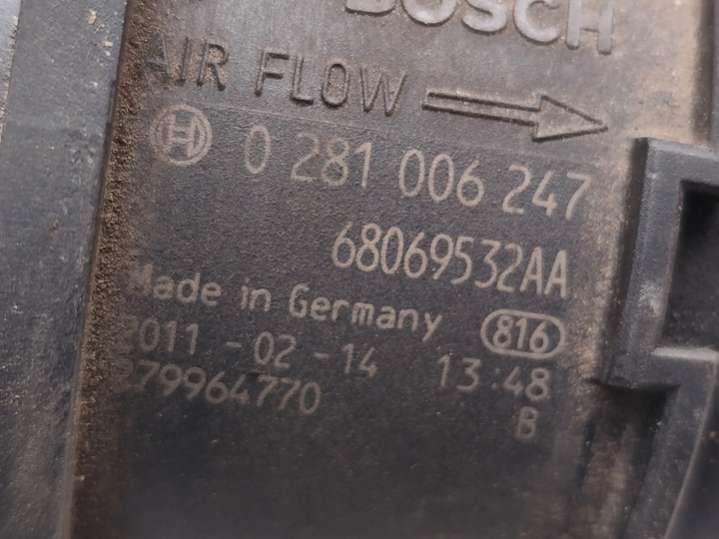 BOSCH
AIR FLOW
0 281 006 247
68069532AA
Made in Germany 816
2011-02-14 13:48
279964770 B